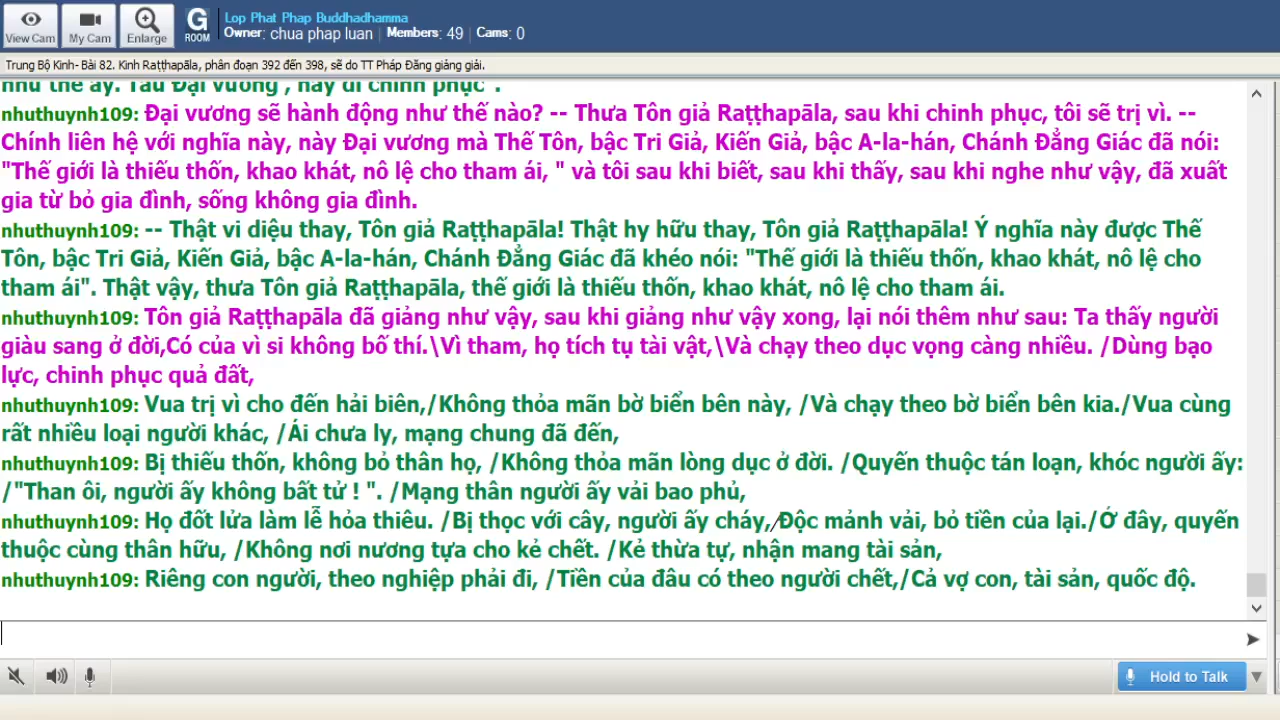 Lop Phat Phap Buddhadhamma
View Cam
My Cam
Enlarge
G ROOM
Owner: chua phap luan | Members: 49 | Cams: 0
Trung Bộ Kinh- Bài 82. Kinh Raṭṭhapāla, phân đoạn 392 đến 398, sẽ do TT Pháp Đăng giảng giải.
như thế ấy. Tâu Đại vương , hãy đi chinh phục".
nhuthuynh109: Đại vương sẽ hành động như thế nào? -- Thưa Tôn giả Raṭṭhapāla, sau khi chinh phục, tôi sẽ trị vì. --
Chính liên hệ với nghĩa này, này Đại vương mà Thế Tôn, bậc Tri Giả, Kiến Giả, bậc A-la-hán, Chánh Đẳng Giác đã nói:
"Thế giới là thiếu thốn, khao khát, nô lệ cho tham ái, " và tôi sau khi biết, sau khi thấy, sau khi nghe như vậy, đã xuất
gia từ bỏ gia đình, sống không gia đình.
nhuthuynh109: -- Thật vi diệu thay, Tôn giả Raṭṭhapāla! Thật hy hữu thay, Tôn giả Raṭṭhapāla! Ý nghĩa này được Thế
Tôn, bậc Tri Giả, Kiến Giả, bậc A-la-hán, Chánh Đẳng Giác đã khéo nói: "Thế giới là thiếu thốn, khao khát, nô lệ cho
tham ái". Thật vậy, thưa Tôn giả Raṭṭhapāla, thế giới là thiếu thốn, khao khát, nô lệ cho tham ái.
nhuthuynh109: Tôn giả Raṭṭhapāla đã giảng như vậy, sau khi giảng như vậy xong, lại nói thêm như sau: Ta thấy người
giàu sang ở đời,Có của vì si không bố thí.\Vì tham, họ tích tụ tài vật,\Và chạy theo dục vọng càng nhiều. /Dùng bạo
lực, chinh phục quả đất,
nhuthuynh109: Vua trị vì cho đến hải biên,/Không thỏa mãn bờ biển bên này, /Và chạy theo bờ biển bên kia./Vua cùng
rất nhiều loại người khác, /Ái chưa ly, mạng chung đã đến,
nhuthuynh109: Bị thiếu thốn, không bỏ thân họ, /Không thỏa mãn lòng dục ở đời. /Quyến thuộc tán loạn, khóc người ấy:
/"Than ôi, người ấy không bất tử ! ". /Mạng thân người ấy vải bao phủ,
nhuthuynh109: Họ đốt lửa làm lễ hỏa thiêu. /Bị thọc với cây, người ấy cháy,/Độc mảnh vải, bỏ tiền của lại./Ở đây, quyến
thuộc cùng thân hữu, /Không nơi nương tựa cho kẻ chết. /Kẻ thừa tự, nhận mang tài sản,
nhuthuynh109: Riêng con người, theo nghiệp phải đi, /Tiền của đâu có theo người chết,/Cả vợ con, tài sản, quốc độ.
Hold to Talk